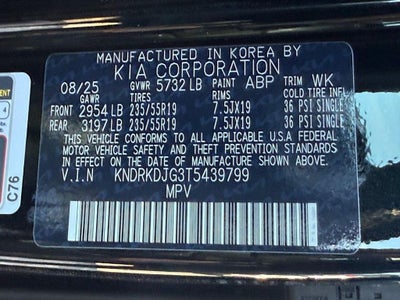 MANUFACTURED IN KOREA BY
KIA CORPORATION
08/25 GVWR 5732 LB PAINT ABP TRIM WK
GAWR TIRES RIMS COLD TIRE INFL.
FRONT 2954 LB 235/55R19 7.5JX19 36 PSI SINGLE
REAR 3197 LB 235/55R19 7.5JX19 36 PSI SINGLE
THIS VEHICLE CONFORMS TO ALL APPLICABLE U.S.A FEDERAL
MOTOR VEHICLE SAFETY AND THEFT PREVENTION STANDARDS
IN EFFECT ON THE DATE OF MANUFACTURE SHOWN ABOVE.
V.I.N KNDRKDJG3T5439799
MPV
4
C76